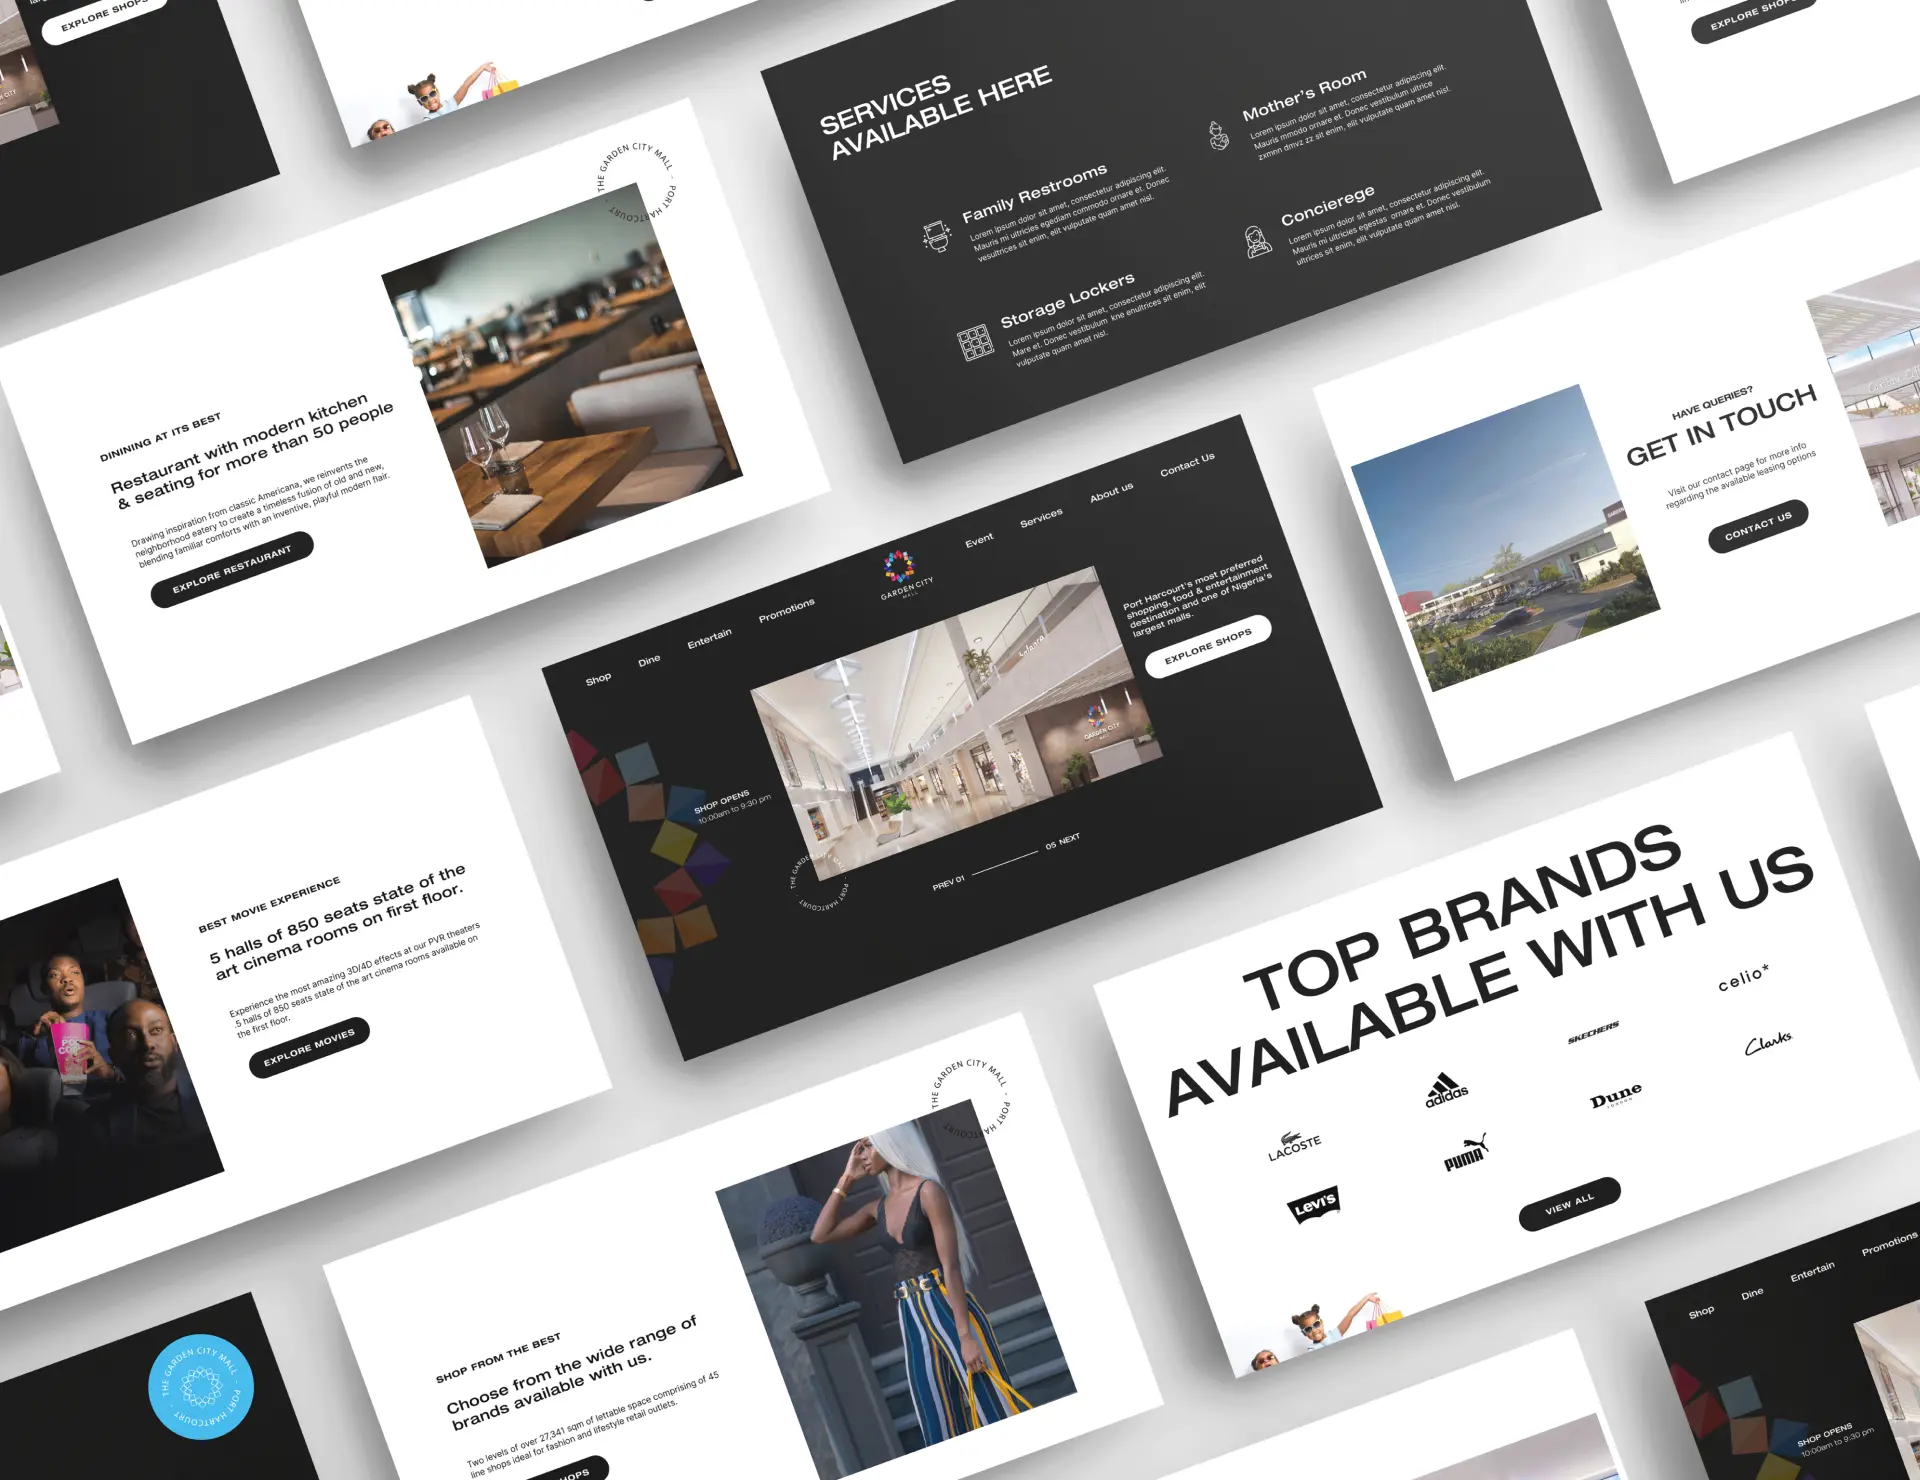 EXPLORE SHOPS
EXPLORE SHOPS
SERVICES
AVAILABLE HERE
Mother's Room
Lorem ipsum dolor sit amet, consectetur adipiscing elit.
Mauris mmodo ornare et. Donec vestibulum ultrice
zxmnn dmvz zz sit enim, elit vulputate quam amet nisl.
Family Restrooms
Lorem ipsum dolor sit amet, consectetur adipiscing elit.
Mauris mi ultricies egediam commodo ornare et. Donec
vesultrices sit enim, elit vulputate quam amet nisl.
Concierege
Lorem ipsum dolor sit amet, consectetur adipiscing elit.
Mauris mi ultricies egestas ornare et. Donec vestibulum
ultrices sit enim, elit vulputate quam amet nisl.
Storage Lockers
Lorem ipsum dolor sit amet, consectetur adipiscing elit.
Mare et. Donec vestibulum kne enultrices sit enim, elit
vulputate quam amet nisl.
THE GARDEN CITY MALL - PORT HARTCOURT -
DININING AT ITS BEST
Restaurant with modern kitchen
& seating for more than 50 people
Drawing inspiration from classic Americana, we reinvents the
neighborhood eatery to create a timeless fusion of old and new,
blending familiar comforts with an inventive, playful modern flair.
EXPLORE RESTAURANT
HAVE QUERIES?
GET IN TOUCH
Visit our contact page for more info
regarding the available leasing options
CONTACT US
Shop
Dine
Entertain
Promotions
GARDEN CITY
MALL
Event
Services
About us
Contact Us
Port Harcourt's most preferred
shopping, food & entertainment
destination and one of Nigeria's
largest malls.
EXPLORE SHOPS
GARDEN CITY
MALL
SHOP OPENS
10:00am to 9:30 pm
THE GARDEN CITY MALL - PORT HARTCOURT -
PREV 01
05 NEXT
BEST MOVIE EXPERIENCE
5 halls of 850 seats state of the
art cinema rooms on first floor.
Experience the most amazing 3D/4D effects at our PVR theaters
.5 halls of 850 seats state of the art cinema rooms available on
the first floor.
EXPLORE MOVIES
TOP BRANDS
AVAILABLE WITH US
LACOSTE
adidas
SKECHERS
celio*
Levi's
PUMA
Dune
LONDON
Clarks
VIEW ALL
THE GARDEN CITY MALL - PORT HARTCOURT
SHOP FROM THE BEST
Choose from the wide range of
brands available with us.
Two levels of over 27,341 sqm of lettable space comprising of 45
line shops ideal for fashion and lifestyle retail outlets.
HOPS
THE GARDEN CITY MALL - PORT HARTCOURT -
Shop
Dine
Entertain
Promotions
SHOP OPENS
10:00am to 9:30 pm